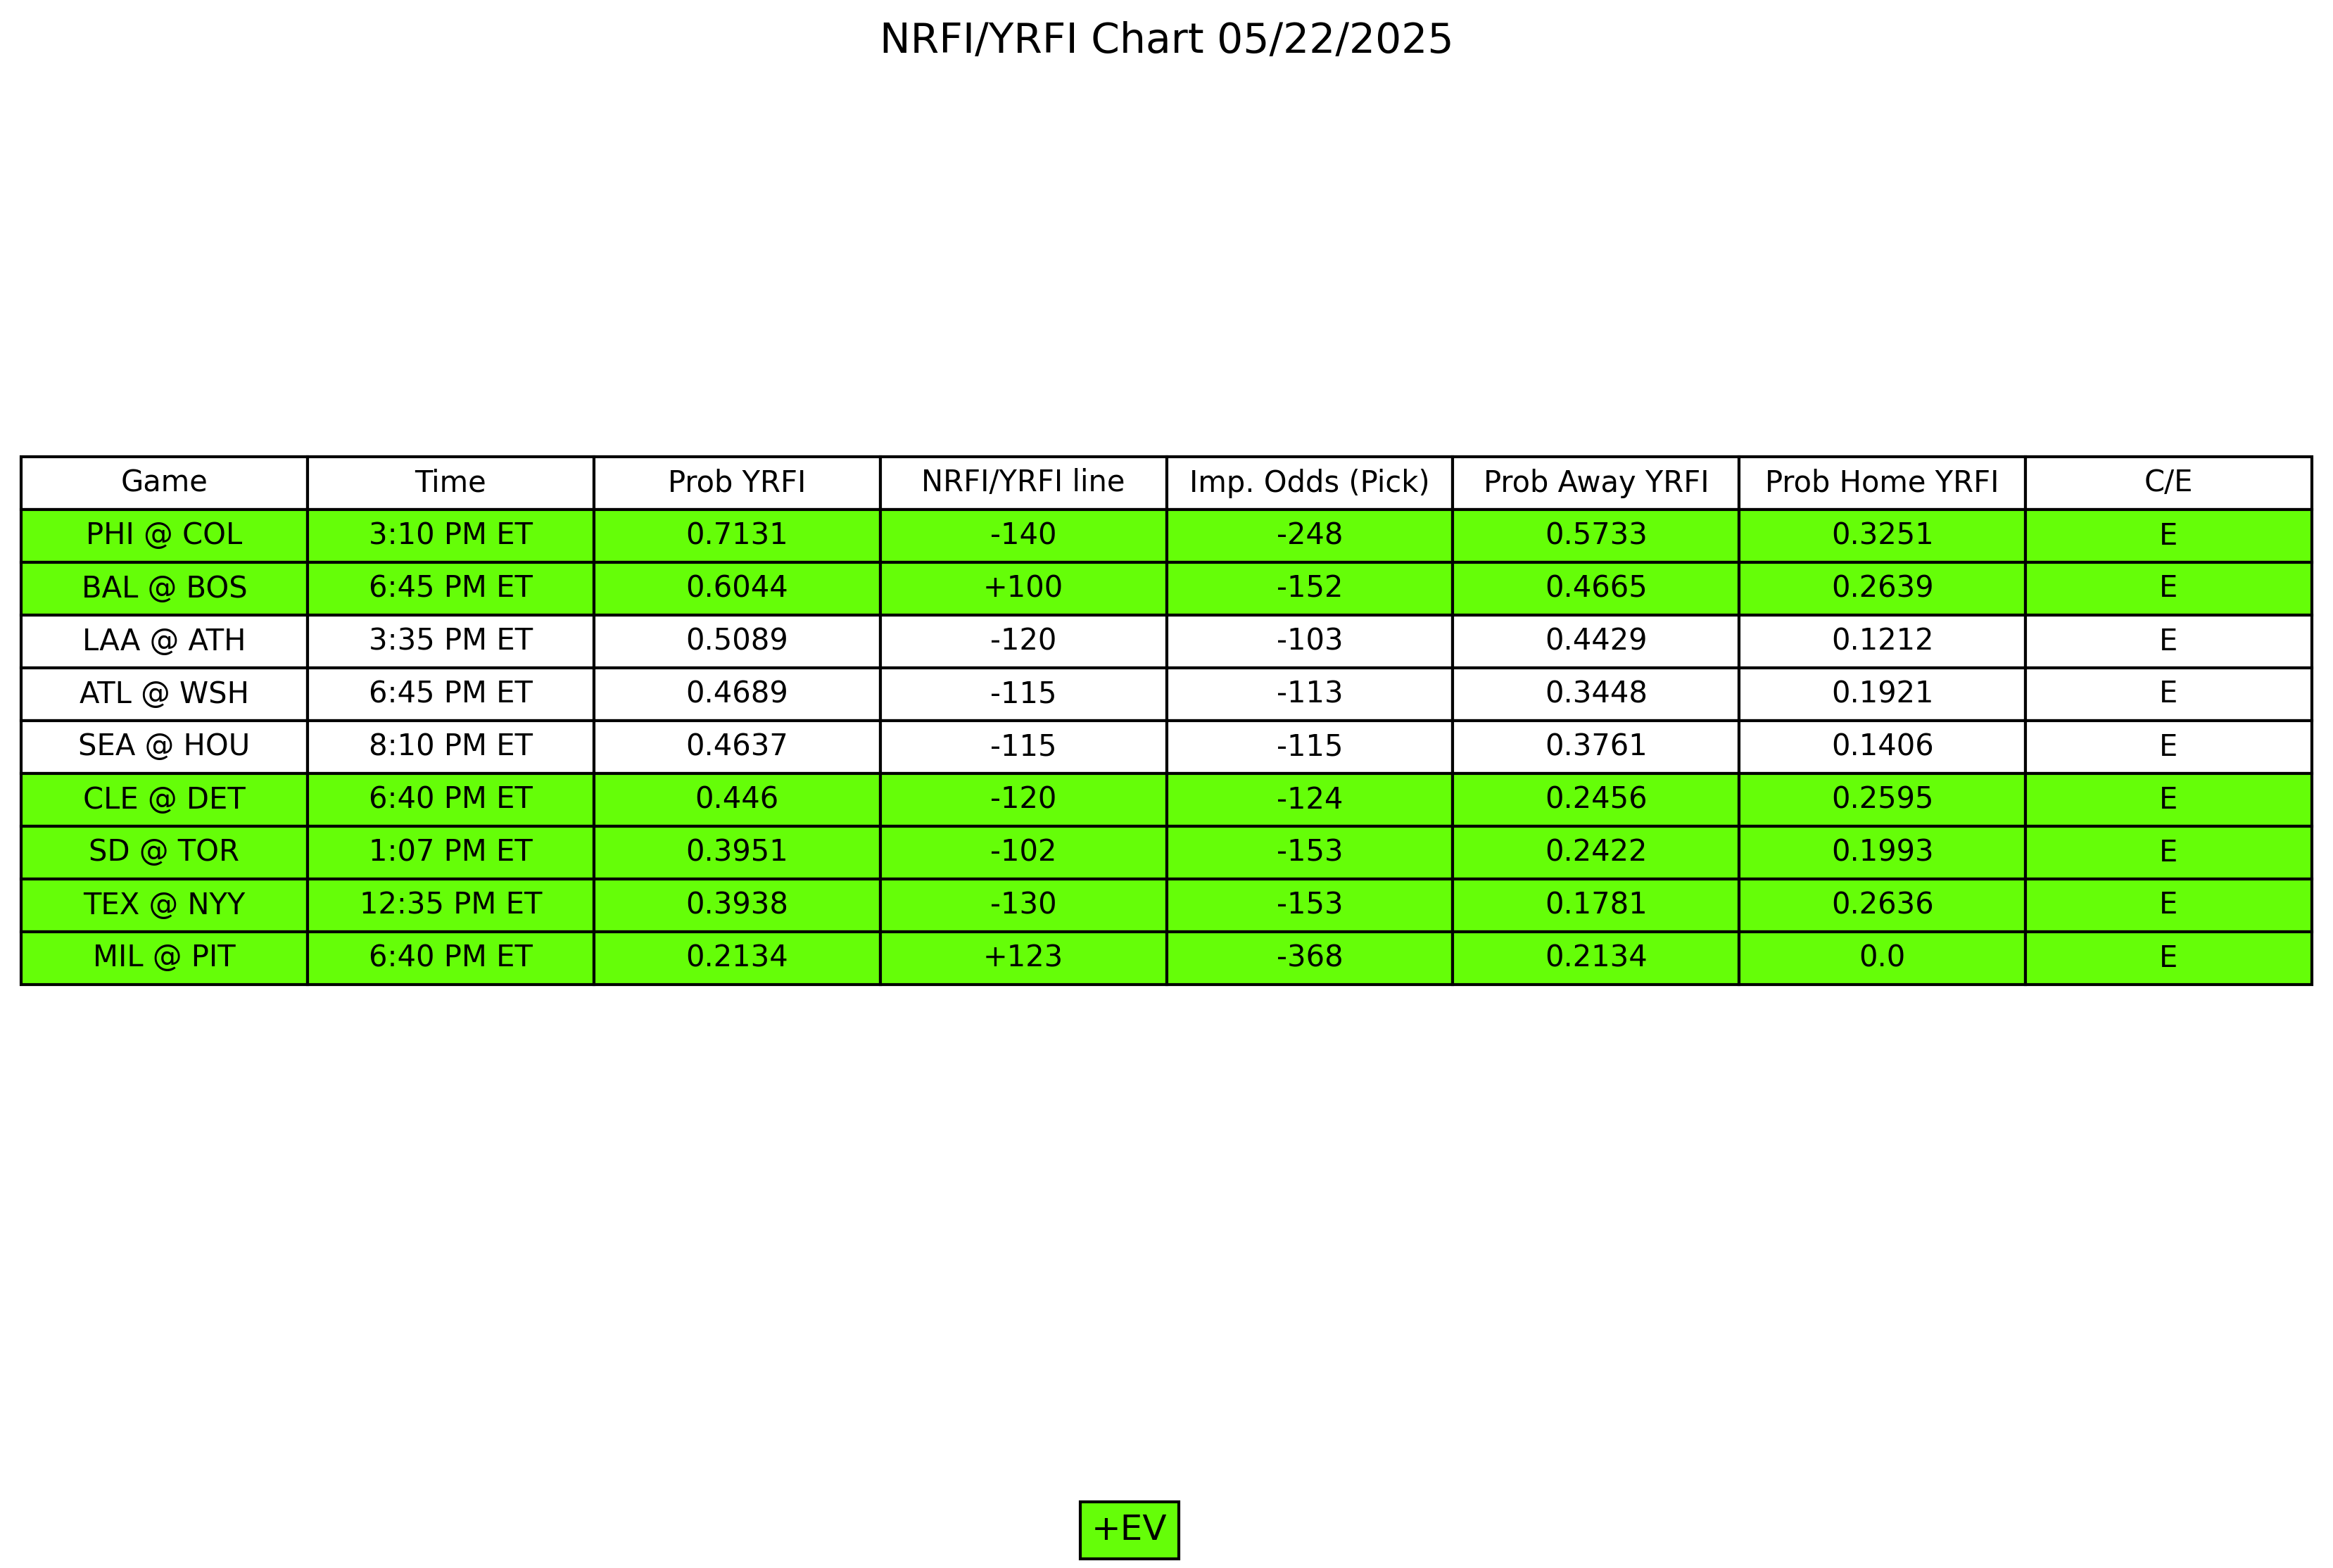 NRFI/YRFI Chart 05/22/2025
Game Time Prob YRFI NRFI/YRFI line Imp. Odds (Pick) Prob Away YRFI Prob Home YRFI C/E
PHI @ COL 3:10 PM ET 0.7131 -140 -248 0.5733 0.3251 E
BAL @ BOS 6:45 PM ET 0.6044 +100 -152 0.4665 0.2639 E
LAA @ ATH 3:35 PM ET 0.5089 -120 -103 0.4429 0.1212 E
ATL @ WSH 6:45 PM ET 0.4689 -115 -113 0.3448 0.1921 E
SEA @ HOU 8:10 PM ET 0.4637 -115 -115 0.3761 0.1406 E
CLE @ DET 6:40 PM ET 0.446 -120 -124 0.2456 0.2595 E
SD @ TOR 1:07 PM ET 0.3951 -102 -153 0.2422 0.1993 E
TEX @ NYY 12:35 PM ET 0.3938 -130 -153 0.1781 0.2636 E
MIL @ PIT 6:40 PM ET 0.2134 +123 -368 0.2134 0.0 E
+EV